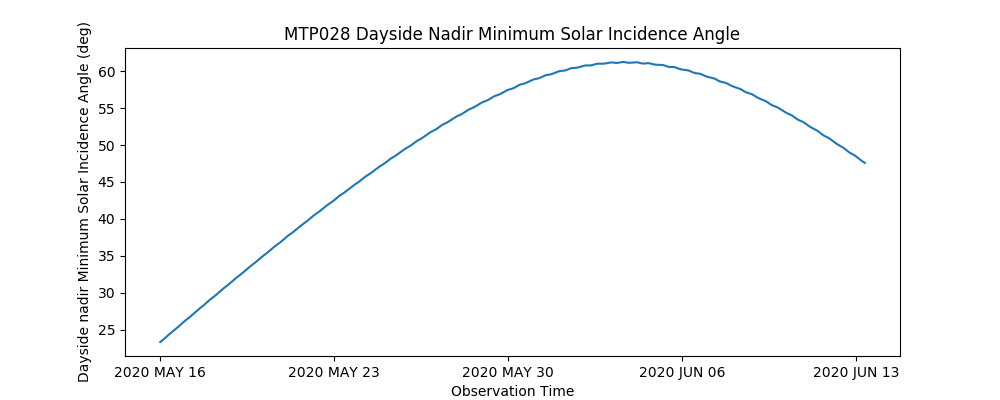 MTP028 Dayside Nadir Minimum Solar Incidence Angle
Dayside nadir Minimum Solar Incidence Angle (deg)
60
55
50
45
40
35
30
25
2020 MAY 16
2020 MAY 23
2020 MAY 30
2020 JUN 06
2020 JUN 13
Observation Time